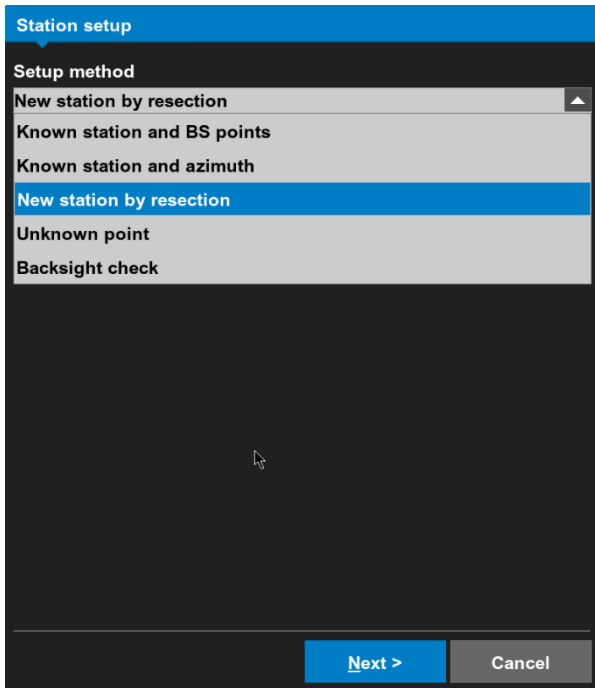 Station setup
Setup method
New station by resection
Known station and BS points
Known station and azimuth
New station by resection
Unknown point
Backsight check
Next > Cancel